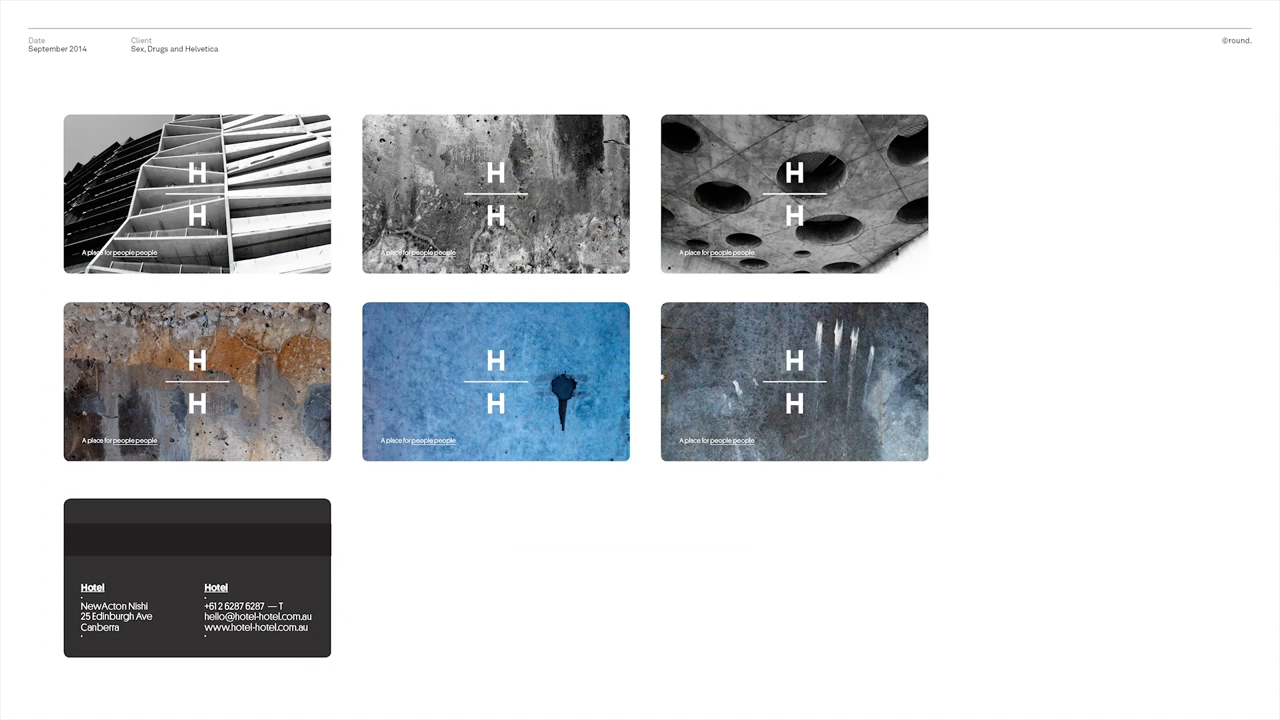 Date
September 2014
Client
Sex, Drugs and Helvetica
©round.
H
H
A place for people people
H
H
A place for people people
H
H
A place for people people
H
H
A place for people people
H
H
A place for people people
H
H
A place for people people
Hotel
NewActon Nishi
25 Edinburgh Ave
Canberra
Hotel
+61 2 6287 6287 — T
hello@hotel-hotel.com.au
www.hotel-hotel.com.au